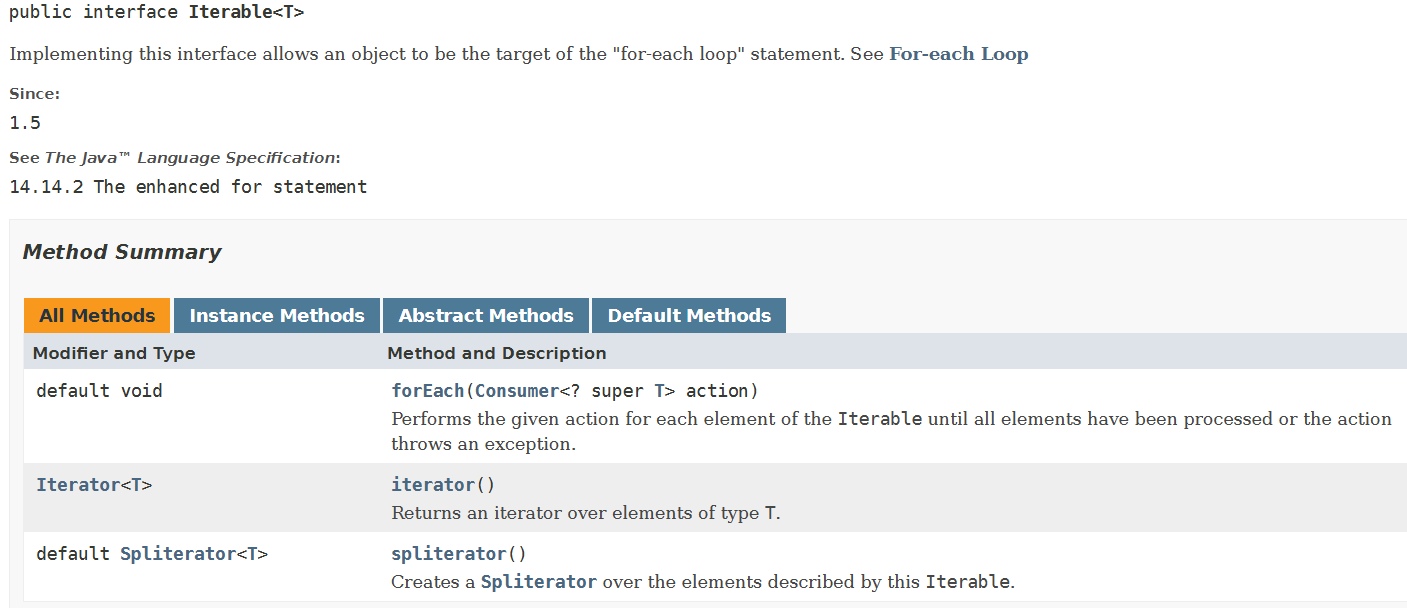 public interface Iterable<T>
Implementing this interface allows an object to be the target of the "for-each loop" statement. See For-each Loop
Since:
1.5
See The Java™ Language Specification:
14.14.2 The enhanced for statement
Method Summary
All Methods Instance Methods Abstract Methods Default Methods
Modifier and Type Method and Description
default void forEach(Consumer<? super T> action)
Performs the given action for each element of the Iterable until all elements have been processed or the action
throws an exception.
Iterator<T> iterator()
Returns an iterator over elements of type T.
default Spliterator<T> spliterator()
Creates a Spliterator over the elements described by this Iterable.